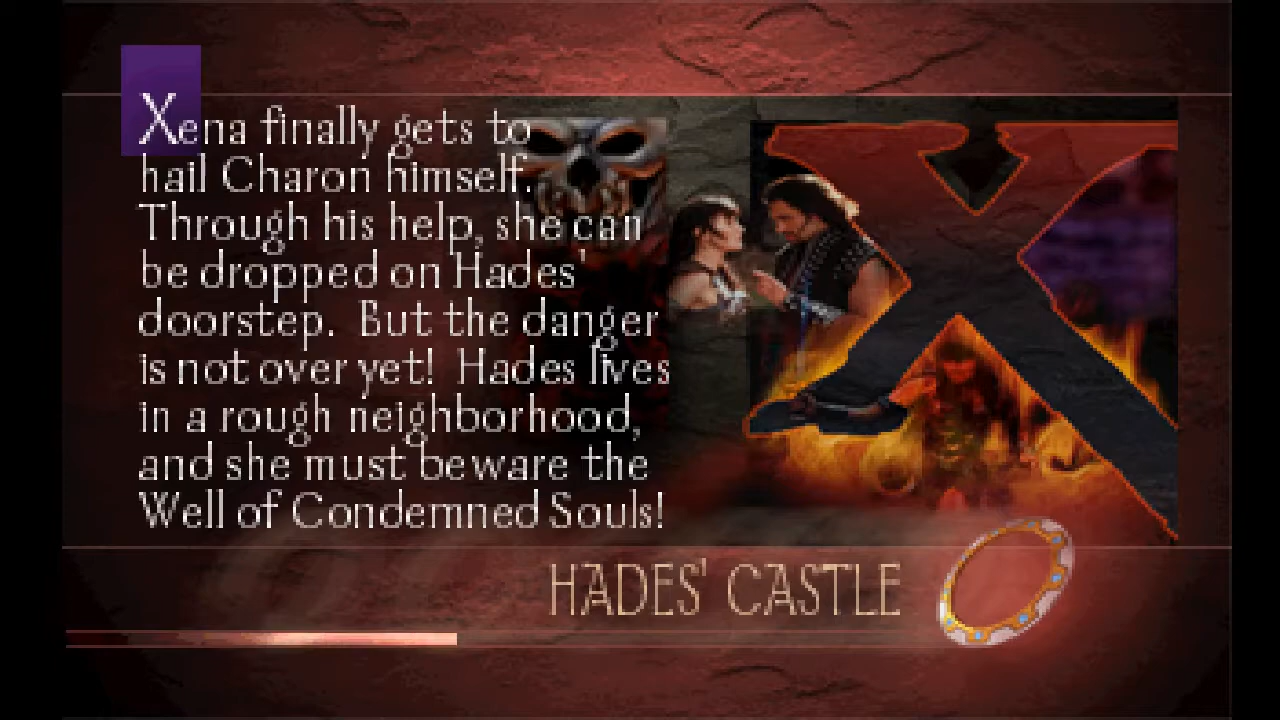 Xena finally gets to
hail Charon himself.
Through his help, she can
be dropped on Hades'
doorstep.  But the danger
is not over yet!  Hades lives
in a rough neighborhood,
and she must beware the
Well of Condemned Souls!
HADES' CASTLE